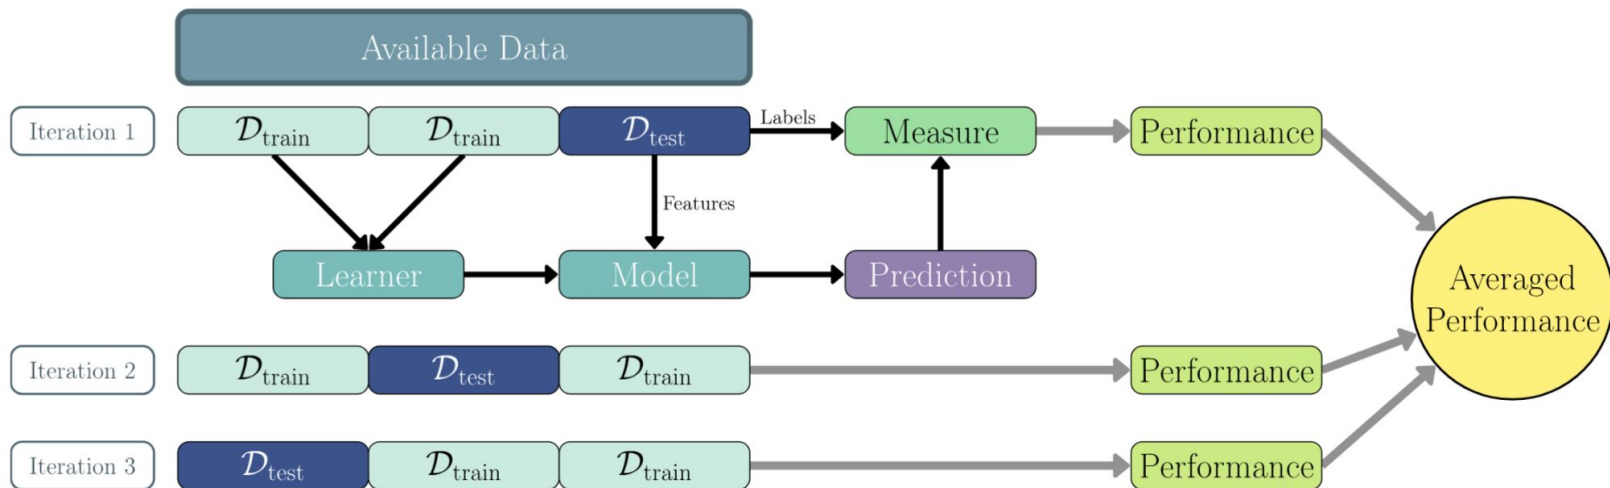 Available Data
Iteration 1
𝒟train
𝒟train
𝒟test
Labels
Measure
Performance
Features
Learner
Model
Prediction
Averaged
Performance
Iteration 2
𝒟train
𝒟test
𝒟train
Performance
Iteration 3
𝒟test
𝒟train
𝒟train
Performance